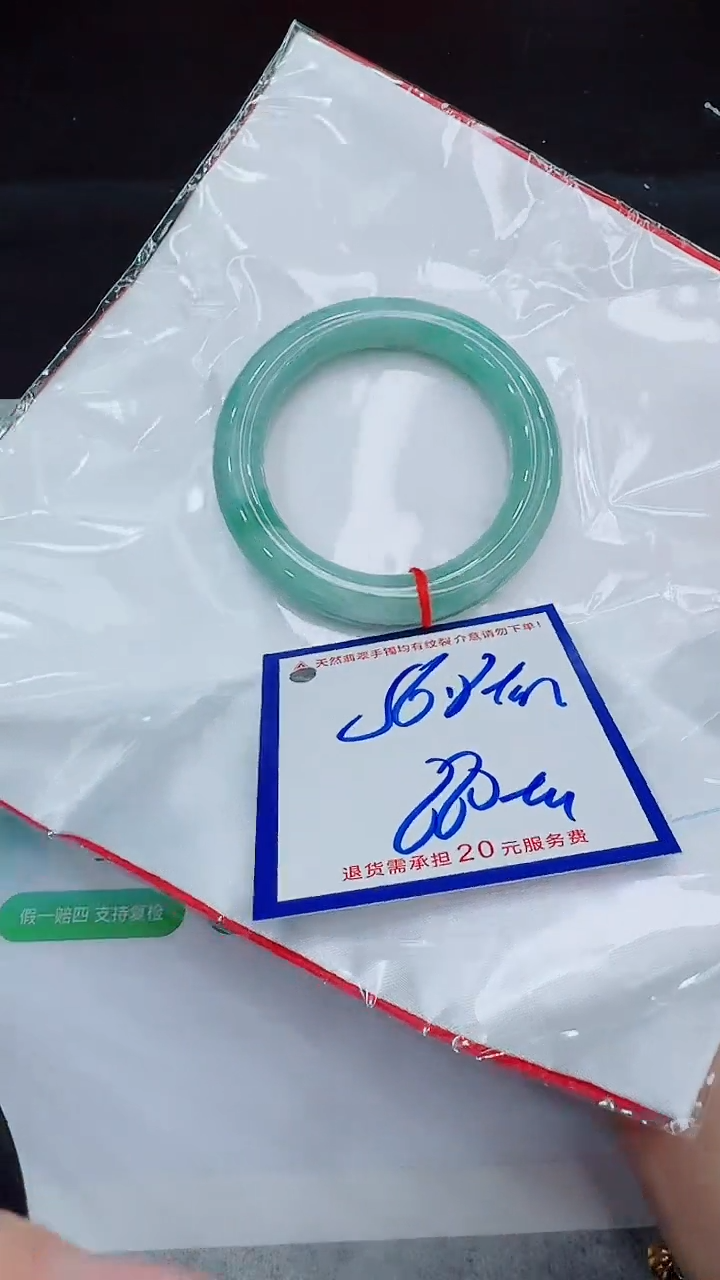 天然翡翠手镯均有纹裂介意请勿下单!
退货需承担20元服务费
假一赔四 支持复检